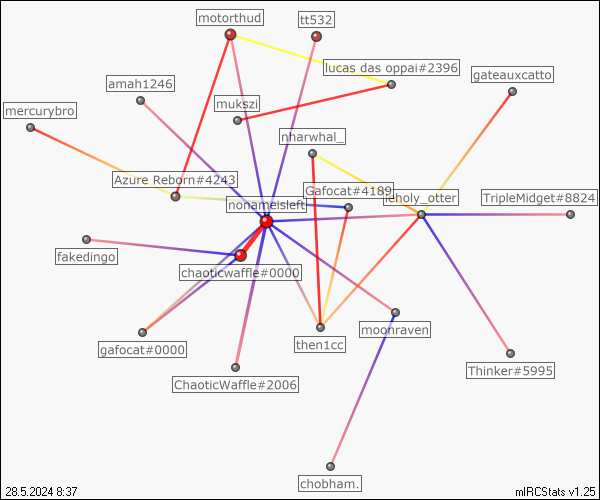 motorthud
tt532
lucas das oppai#2396
gateauxcatto
amah1246
mukszi
mercurybro
nharwhal_
Azure Reborn#4243
Gafocat#4189
leholy_otter
TripleMidget#8824
nonameisleft
fakedingo
chaoticwaffle#0000
moonraven
gafocat#0000
then1cc
Thinker#5995
ChaoticWaffle#2006
chobham.
28.5.2024 8:37
mIRCStats v1.25